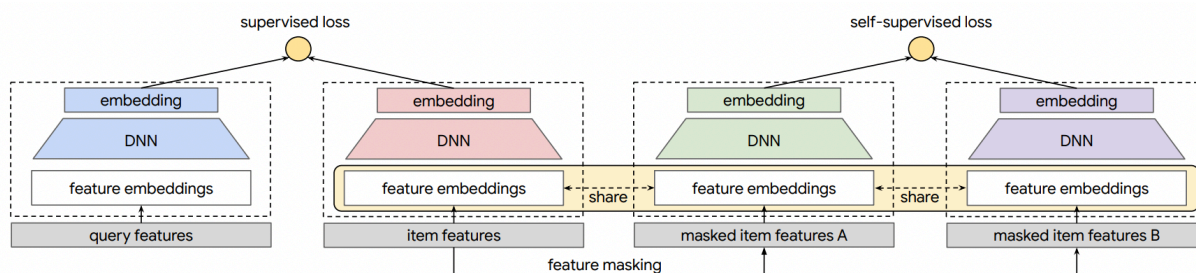 supervised loss
self-supervised loss
embedding
embedding
embedding
embedding
DNN
DNN
DNN
DNN
feature embeddings
feature embeddings
share
feature embeddings
share
feature embeddings
query features
item features
masked item features A
masked item features B
feature masking